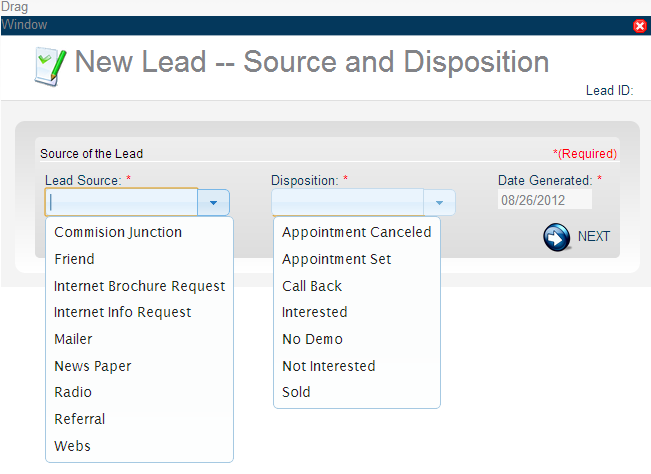 Drag
Window
New Lead -- Source and Disposition
Lead ID:
Source of the Lead *(Required)
Lead Source: * Disposition: * Date Generated: *
08/26/2012
NEXT
Commision Junction
Friend
Internet Brochure Request
Internet Info Request
Mailer
News Paper
Radio
Referral
Webs
Appointment Canceled
Appointment Set
Call Back
Interested
No Demo
Not Interested
Sold